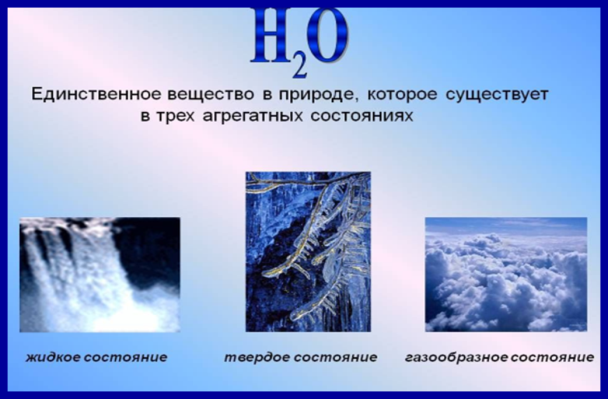 H2O
Единственное вещество в природе, которое существует
в трех агрегатных состояниях
жидкое состояние
твердое состояние
газообразное состояние